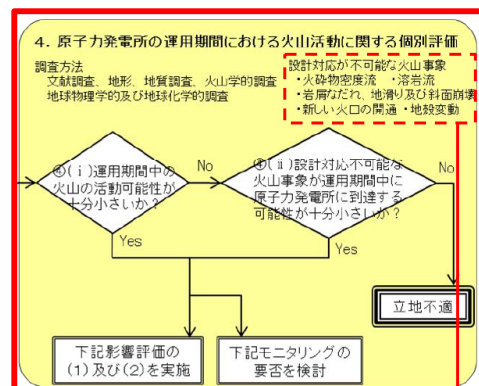 4. 原子力発電所の運用期間における火山活動に関する個別評価
調査方法
文献調査、地形、地質調査、火山学的調査
地球物理学的及び地球化学的調査
設計対応が不可能な火山事象
・火砕物密度流 ・溶岩流
・岩屑なだれ、地滑り及び斜面崩壊
・新しい火口の開通 ・地殻変動
④(ⅰ)運用期間中の
火山の活動可能性が
十分小さいか?
No
④(ⅱ)設計対応不可能な
火山事象が運用期間中に
原子力発電所に到達する
可能性が十分小さいか?
No
Yes
Yes
立地不適
下記影響評価の
(1)及び(2)を実施
下記モニタリングの
要否を検討